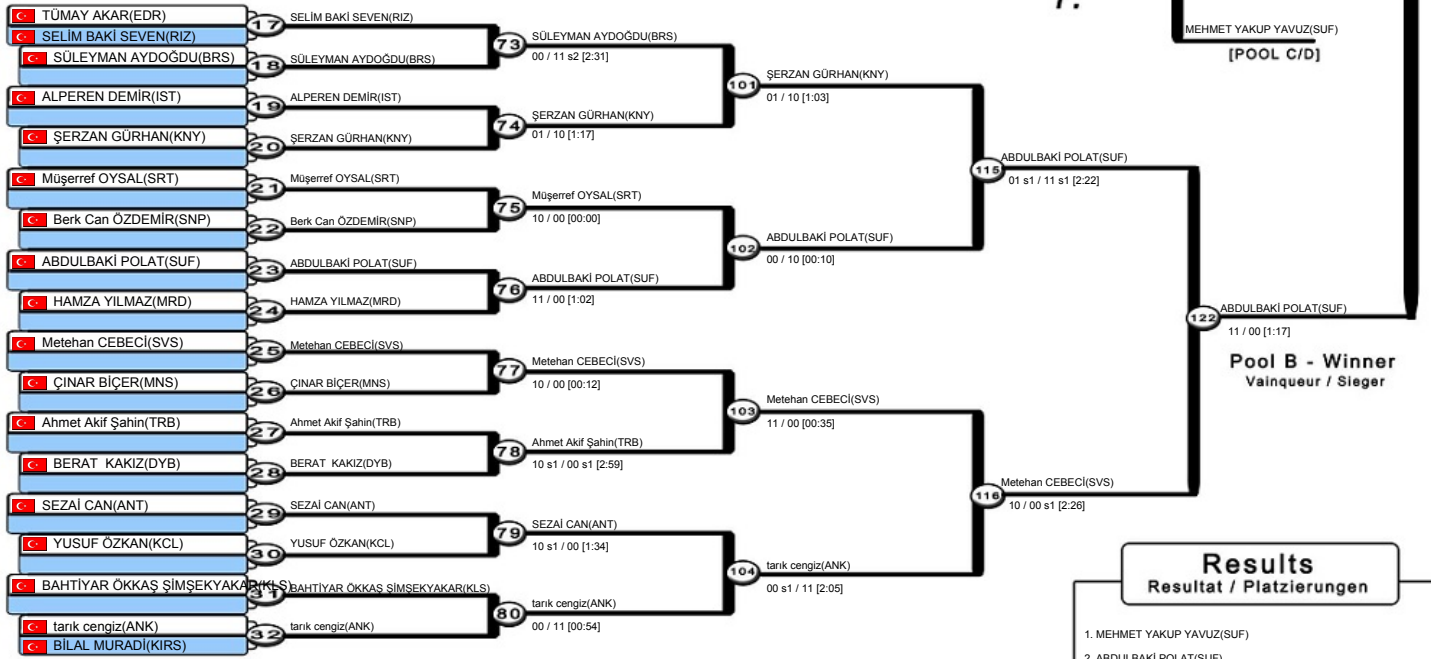 TÜMAY AKAR(EDR)
SELİM BAKİ SEVEN(RIZ)
SÜLEYMAN AYDOĞDU(BRS)
ALPEREN DEMİR(IST)
ŞERZAN GÜRHAN(KNY)
Müşerref OYSAL(SRT)
Berk Can ÖZDEMİR(SNP)
ABDULBAKİ POLAT(SUF)
HAMZA YILMAZ(MRD)
Metehan CEBECİ(SVS)
ÇINAR BİÇER(MNS)
Ahmet Akif Şahin(TRB)
BERAT KAKIZ(DYB)
SEZAİ CAN(ANT)
YUSUF ÖZKAN(KCL)
BAHTİYAR ÖKKAŞ ŞİMŞEKYAKAR(KLS)
tarık cengiz(ANK)
BİLAL MURADİ(KIRS)
17 SELİM BAKİ SEVEN(RIZ)
18 SÜLEYMAN AYDOĞDU(BRS)
19 ALPEREN DEMİR(IST)
20 ŞERZAN GÜRHAN(KNY)
21 Müşerref OYSAL(SRT)
22 Berk Can ÖZDEMİR(SNP)
23 ABDULBAKİ POLAT(SUF)
24 HAMZA YILMAZ(MRD)
25 Metehan CEBECİ(SVS)
26 ÇINAR BİÇER(MNS)
27 Ahmet Akif Şahin(TRB)
28 BERAT KAKIZ(DYB)
29 SEZAİ CAN(ANT)
30 YUSUF ÖZKAN(KCL)
31 BAHTİYAR ÖKKAŞ ŞİMŞEKYAKAR(KLS)
32 tarık cengiz(ANK)
73 SÜLEYMAN AYDOĞDU(BRS)
00 / 11 s2 [2:31]
74 ŞERZAN GÜRHAN(KNY)
01 / 10 [1:17]
75 Müşerref OYSAL(SRT)
10 / 00 [00:00]
76 ABDULBAKİ POLAT(SUF)
11 / 00 [1:02]
77 Metehan CEBECİ(SVS)
10 / 00 [00:12]
78 Ahmet Akif Şahin(TRB)
10 s1 / 00 s1 [2:59]
79 SEZAİ CAN(ANT)
10 s1 / 00 [1:34]
80 tarık cengiz(ANK)
00 / 11 [00:54]
101 ŞERZAN GÜRHAN(KNY)
01 / 10 [1:03]
102 ABDULBAKİ POLAT(SUF)
00 / 10 [00:10]
103 Metehan CEBECİ(SVS)
11 / 00 [00:35]
104 tarık cengiz(ANK)
00 s1 / 11 [2:05]
115 ABDULBAKİ POLAT(SUF)
01 s1 / 11 s1 [2:22]
116 Metehan CEBECİ(SVS)
10 / 00 s1 [2:26]
122 ABDULBAKİ POLAT(SUF)
11 / 00 [1:17]
Pool B - Winner
Vainqueur / Sieger
MEHMET YAKUP YAVUZ(SUF)
[POOL C/D]
Results
Resultat / Platzierungen
1. MEHMET YAKUP YAVUZ(SUF)
2. ABDULBAKİ POLAT(SUF)